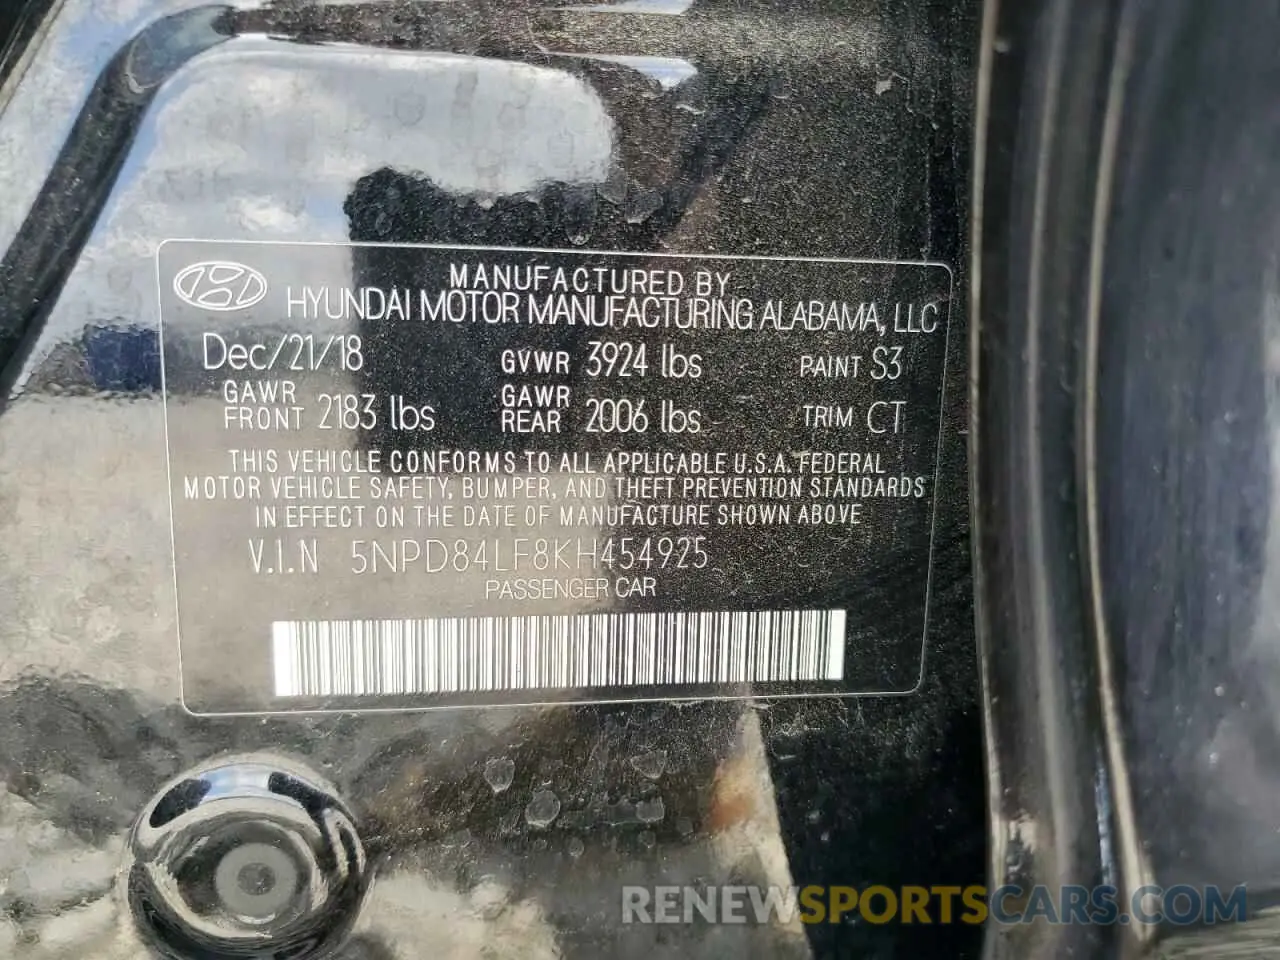 MANUFACTURED BY
HYUNDAI MOTOR MANUFACTURING ALABAMA, LLC
Dec/21/18 GVWR 3924 lbs PAINT S3
GAWR FRONT 2183 lbs GAWR REAR 2006 lbs TRIM CT
THIS VEHICLE CONFORMS TO ALL APPLICABLE U.S.A. FEDERAL
MOTOR VEHICLE SAFETY, BUMPER, AND THEFT PREVENTION STANDARDS
IN EFFECT ON THE DATE OF MANUFACTURE SHOWN ABOVE
V.I.N 5NPD84LF8KH454925
PASSENGER CAR
RENEWSPORTSCARS.COM